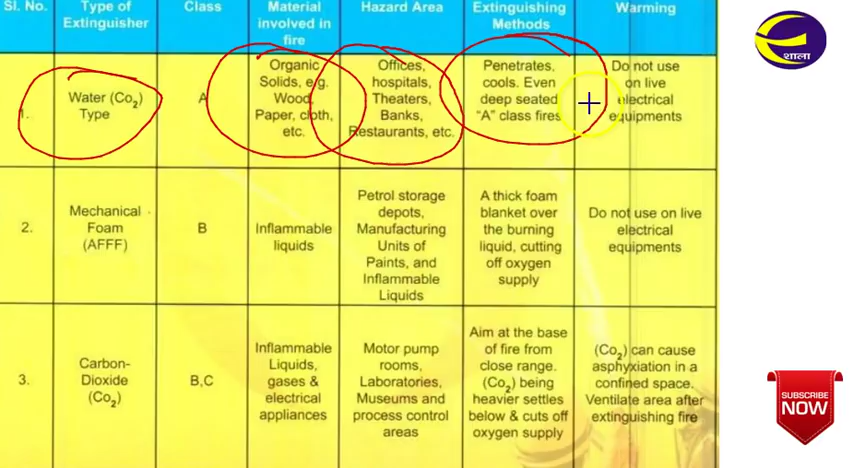 Sl. No.
Type of
Extinguisher
Class
Material
involved in
fire
Hazard Area
Extinguishing
Methods
Warming
1.
Water (Co2)
Type
A
Organic
Solids, e.g.
Wood,
Paper, cloth,
etc.
Offices,
hospitals,
Theaters,
Banks,
Restaurants, etc.
Penetrates,
cools. Even
deep seated
"A" class fires
Do not use
on live
electrical
equipments
2.
Mechanical
Foam
(AFFF)
B
Inflammable
liquids
Petrol storage
depots,
Manufacturing
Units of
Paints, and
Inflammable
Liquids
A thick foam
blanket over
the burning
liquid, cutting
off oxygen
supply
Do not use on live
electrical
equipments
3.
Carbon-
Dioxide
(Co2)
B,C
Inflammable
Liquids,
gases &
electrical
appliances
Motor pump
rooms,
Laboratories,
Museums and
process control
areas
Aim at the base
of fire from
close range.
(Co2) being
heavier settles
below & cuts off
oxygen supply
(Co2) can cause
asphyxiation in a
confined space.
Ventilate area after
extinguishing fire
शाला
SUBSCRIBE
NOW